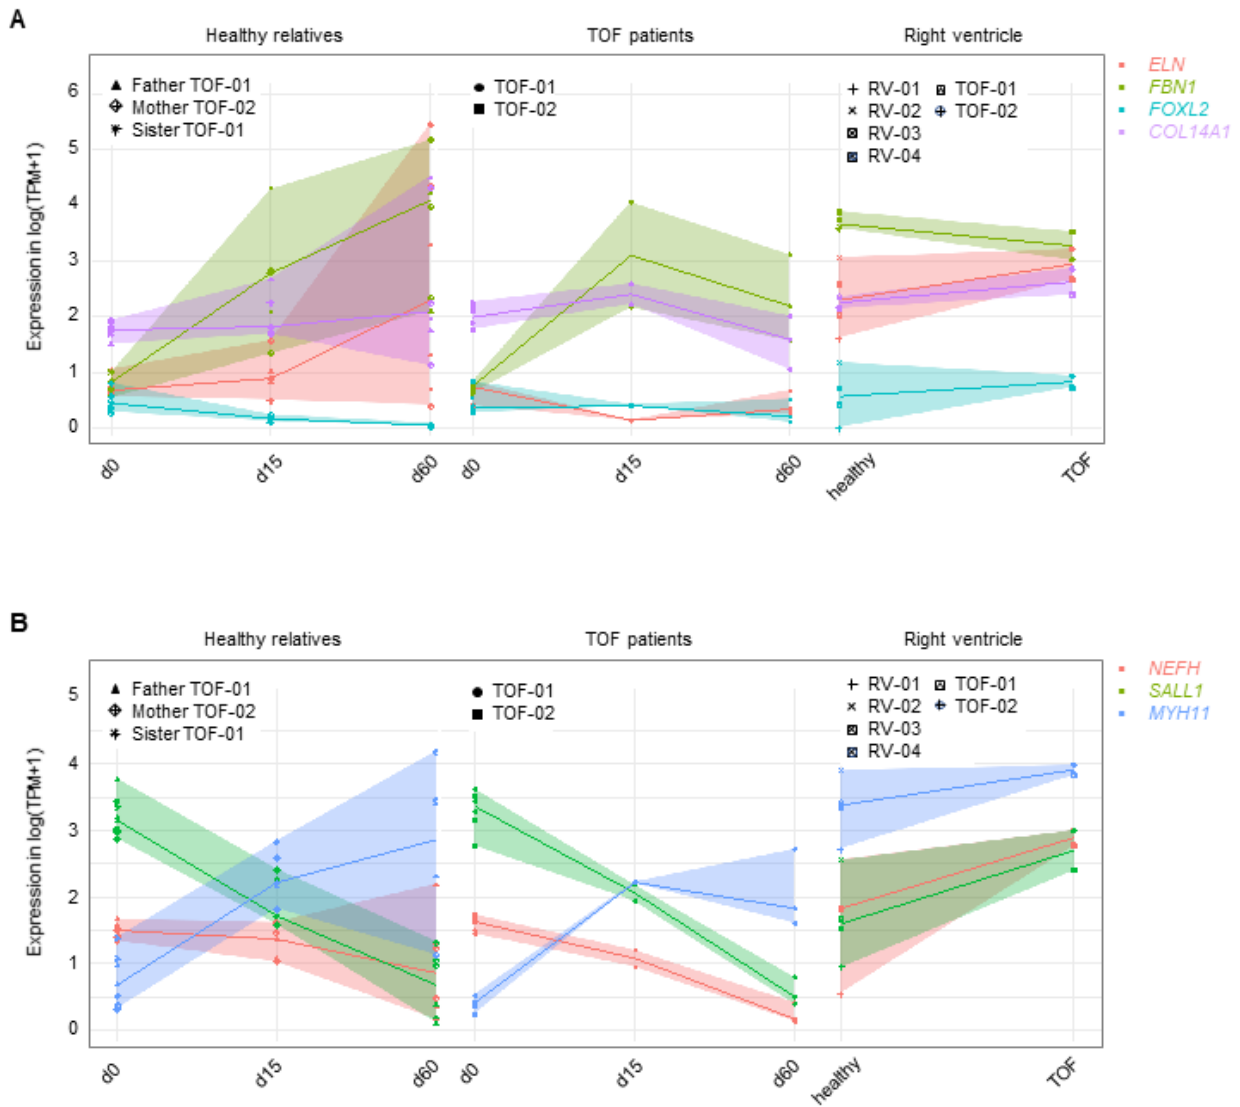 A
Healthy relatives
TOF patients
Right ventricle
Expression in log(TPM+1)
6
5
4
3
2
1
0
Father TOF-01
Mother TOF-02
Sister TOF-01
TOF-01
TOF-02
RV-01
RV-02
RV-03
RV-04
TOF-01
TOF-02
ELN
FBN1
FOXL2
COL14A1
d0
d15
d60
d0
d15
d60
healthy
TOF
B
Healthy relatives
TOF patients
Right ventricle
Expression in log(TPM+1)
5
4
3
2
1
0
Father TOF-01
Mother TOF-02
Sister TOF-01
TOF-01
TOF-02
RV-01
RV-02
RV-03
RV-04
TOF-01
TOF-02
NEFH
SALL1
MYH11
d0
d15
d60
d0
d15
d60
healthy
TOF